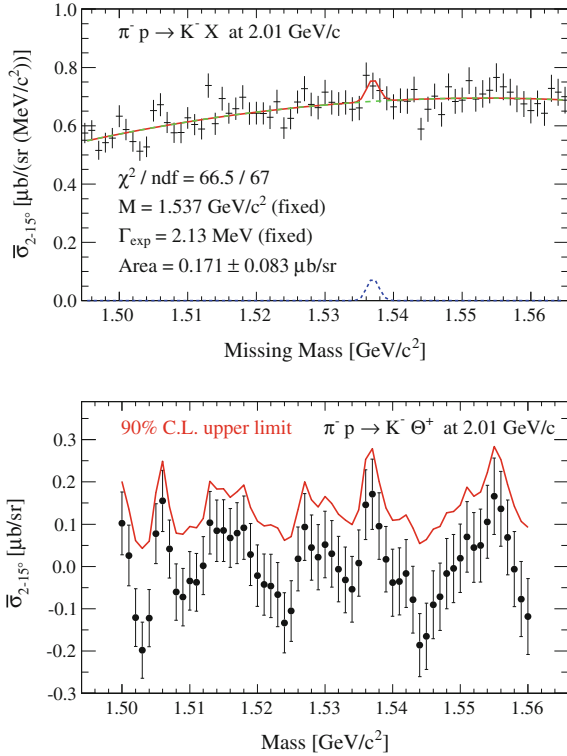 π⁻ p → K⁻ X at 2.01 GeV/c
σ̅₂₋₁₅° [μb/(sr (MeV/c²))]
1.0
0.8
0.6
0.4
0.2
0.0
χ² / ndf = 66.5 / 67
M = 1.537 GeV/c² (fixed)
Γexp = 2.13 MeV (fixed)
Area = 0.171 ± 0.083 μb/sr
1.50 1.51 1.52 1.53 1.54 1.55 1.56
Missing Mass [GeV/c²]
90% C.L. upper limit π⁻ p → K⁻ Θ⁺ at 2.01 GeV/c
σ̅₂₋₁₅° [μb/sr]
0.3
0.2
0.1
0.0
-0.1
-0.2
-0.3
1.50 1.51 1.52 1.53 1.54 1.55 1.56
Mass [GeV/c²]